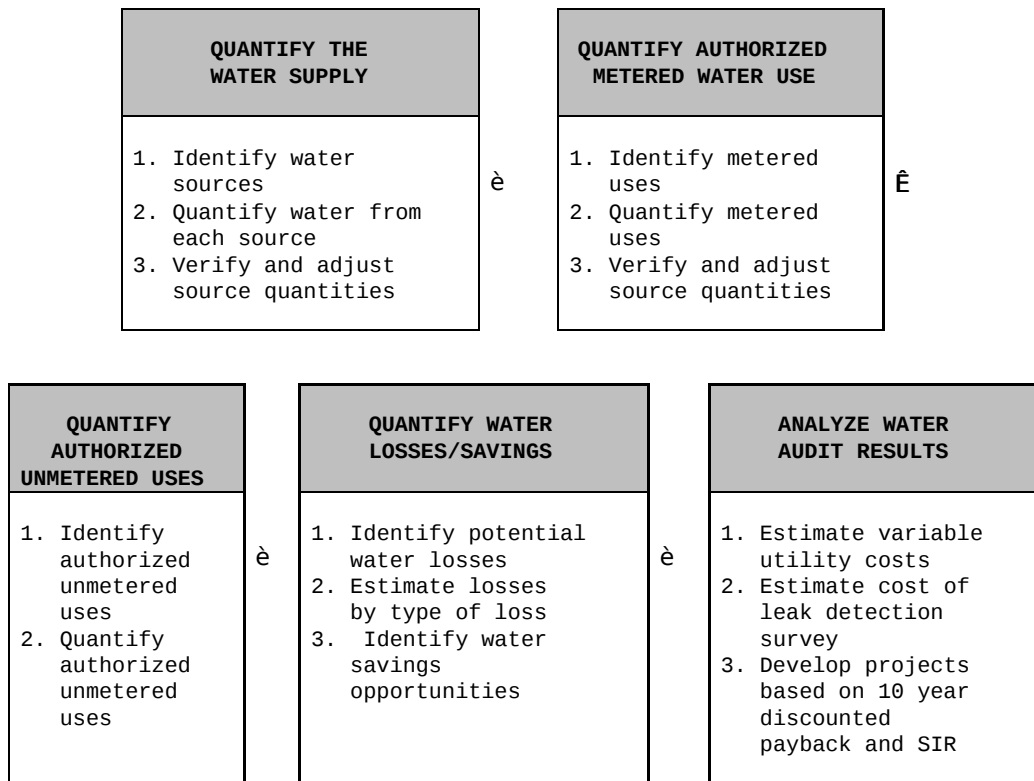 QUANTIFY THE
WATER SUPPLY
1. Identify water
sources
2. Quantify water from
each source
3. Verify and adjust
source quantities
è
QUANTIFY AUTHORIZED
METERED WATER USE
1. Identify metered
uses
2. Quantify metered
uses
3. Verify and adjust
source quantities
Ê
QUANTIFY
AUTHORIZED
UNMETERED USES
1. Identify
authorized
unmetered
uses
2. Quantify
authorized
unmetered
uses
è
QUANTIFY WATER
LOSSES/SAVINGS
1. Identify potential
water losses
2. Estimate losses
by type of loss
3. Identify water
savings
opportunities
è
ANALYZE WATER
AUDIT RESULTS
1. Estimate variable
utility costs
2. Estimate cost of
leak detection
survey
3. Develop projects
based on 10 year
discounted
payback and SIR